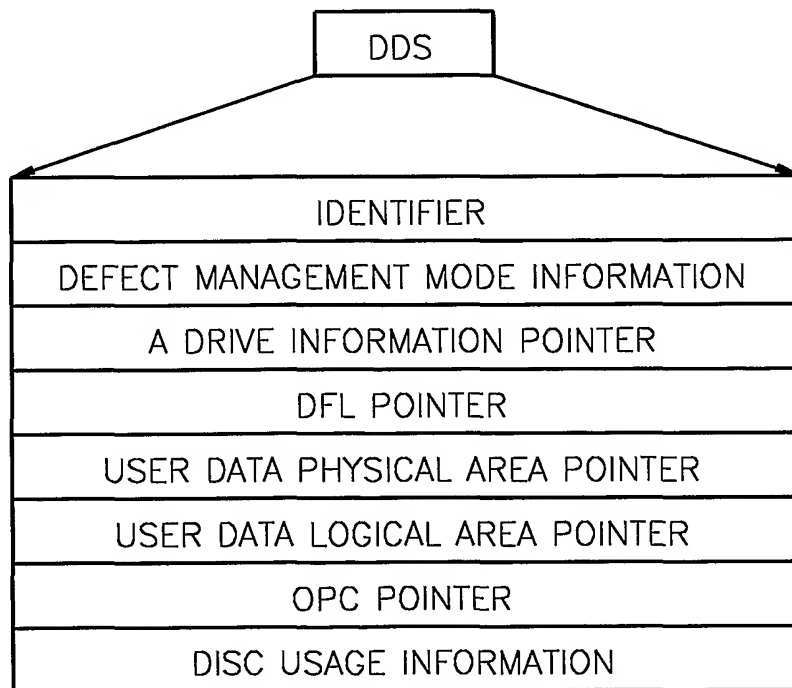 DDS
IDENTIFIER
DEFECT MANAGEMENT MODE INFORMATION
A DRIVE INFORMATION POINTER
DFL POINTER
USER DATA PHYSICAL AREA POINTER
USER DATA LOGICAL AREA POINTER
OPC POINTER
DISC USAGE INFORMATION